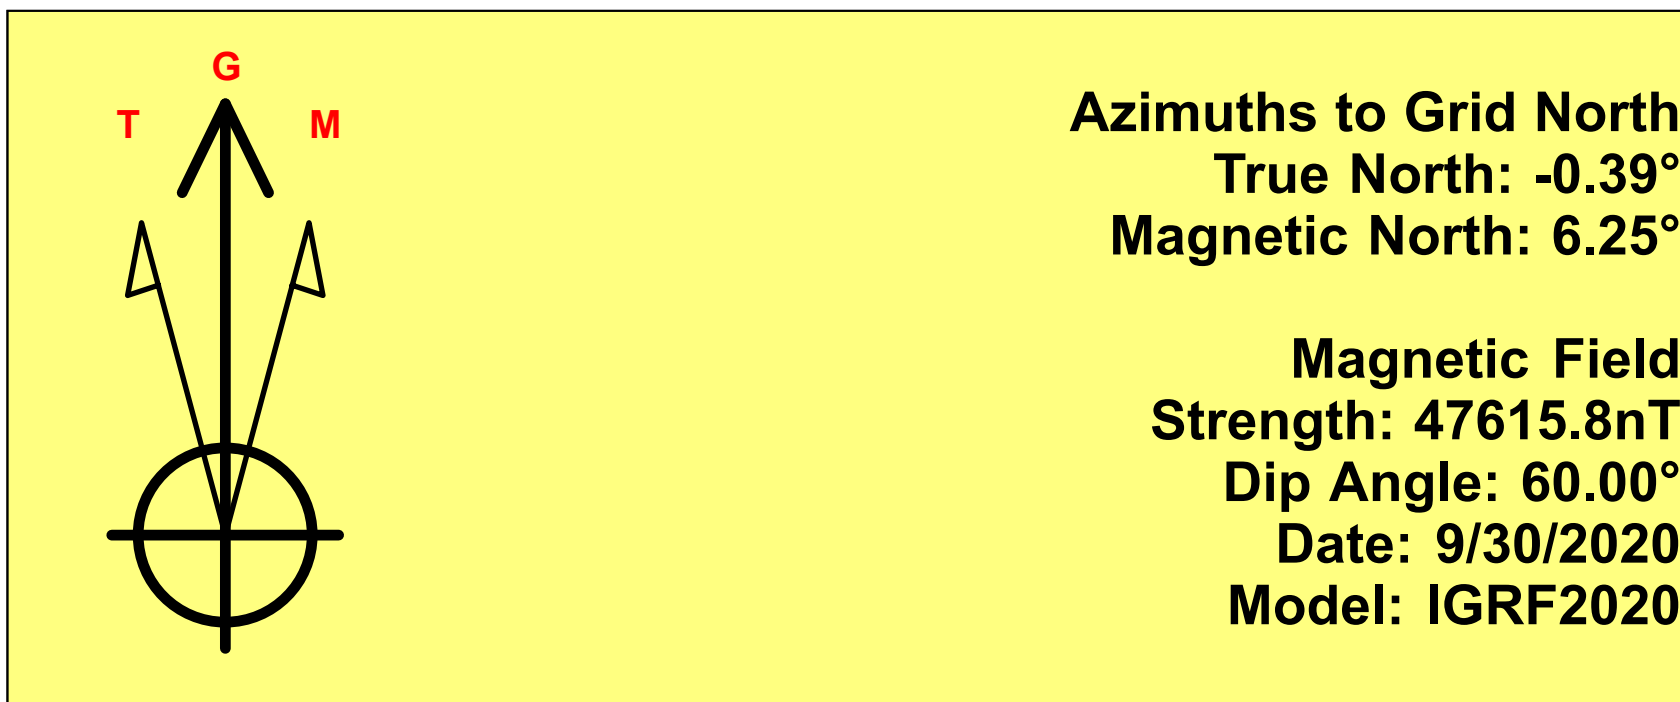 G
T M
Azimuths to Grid North
True North: -0.39°
Magnetic North: 6.25°
Magnetic Field
Strength: 47615.8nT
Dip Angle: 60.00°
Date: 9/30/2020
Model: IGRF2020